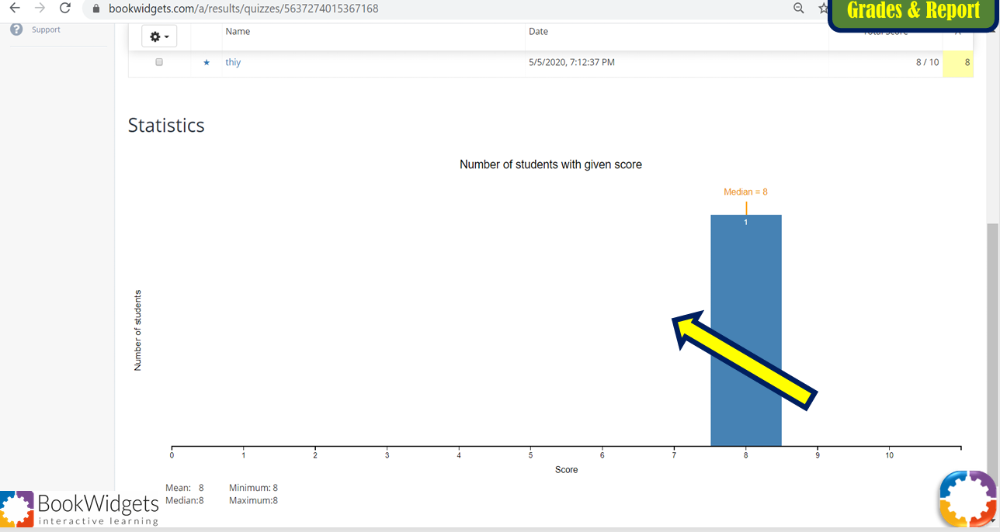 bookwidgets.com/a/results/quizzes/5637274015367168
Grades & Report
? Support
Name Date Total Score
thiy 5/5/2020, 7:12:37 PM 8 / 10 8
Statistics
Number of students with given score
Median = 8
1
Number of students
0 1 2 3 4 5 6 7 8 9 10
Score
Mean: 8 Minimum: 8
Median:8 Maximum:8
BookWidgets
interactive learning